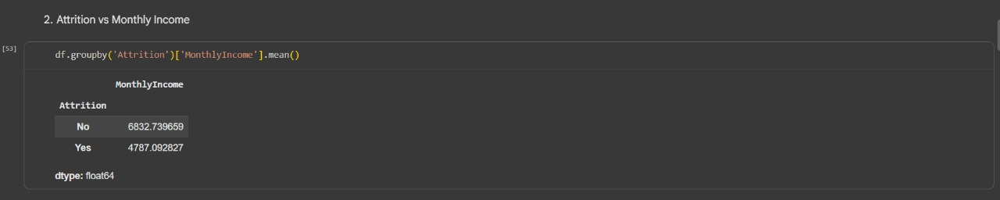 2. Attrition vs Monthly Income
[53]
df.groupby('Attrition')['MonthlyIncome'].mean()
MonthlyIncome
Attrition
No 6832.739659
Yes 4787.092827
dtype: float64